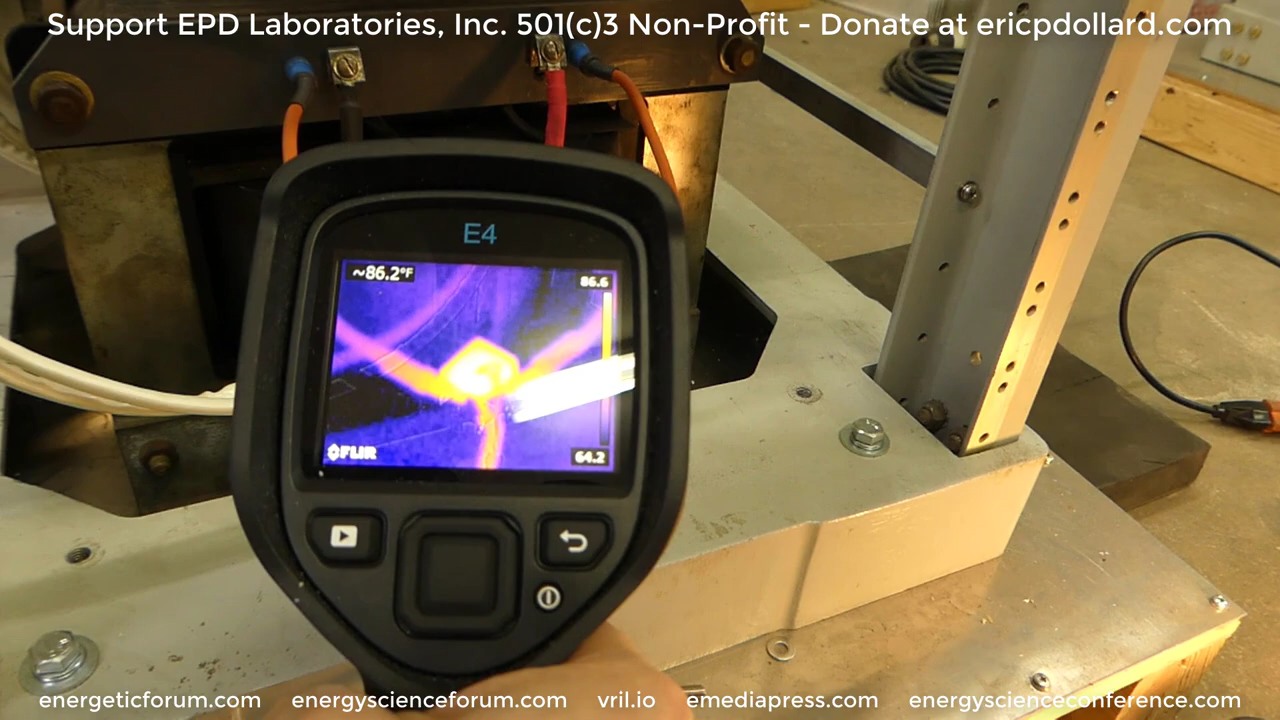 Support EPD Laboratories, Inc. 501(c)3 Non-Profit - Donate at ericpdollard.com
E4
~86.2°F
86.6
FLIR
64.2
energeticforum.com energyscienceforum.com vril.io emediapress.com energyscienceconference.com